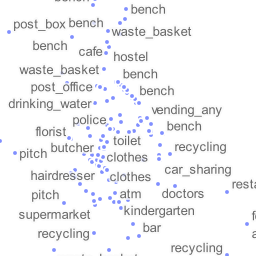 bench
post_box bench
waste_basket
bench
cafe
hostel
waste_basket
bench
post_office
bench
drinking_water
vending_any
police
bench
florist
toilet
butcher
recycling
pitch
clothes
car_sharing
hairdresser
clothes
resta
pitch
atm
doctors
supermarket
kindergarten
bar
recycling
recycling